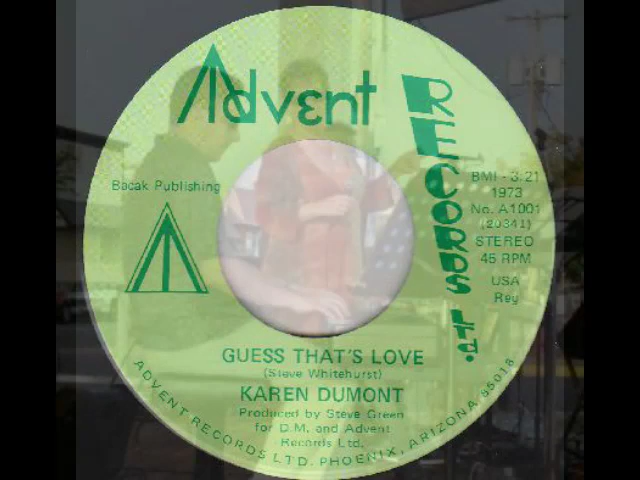 Advent
RECORDS Ltd.
Bacak Publishing
BMI - 3:21
1973
No. A1001
(20341)
STEREO
45 RPM
USA
Rey
GUESS THAT'S LOVE
(Steve Whitehurst)
KAREN DUMONT
Produced by Steve Green
for D.M. and Advent
Records Ltd.
ADVENT RECORDS LTD. PHOENIX, ARIZONA, 85018